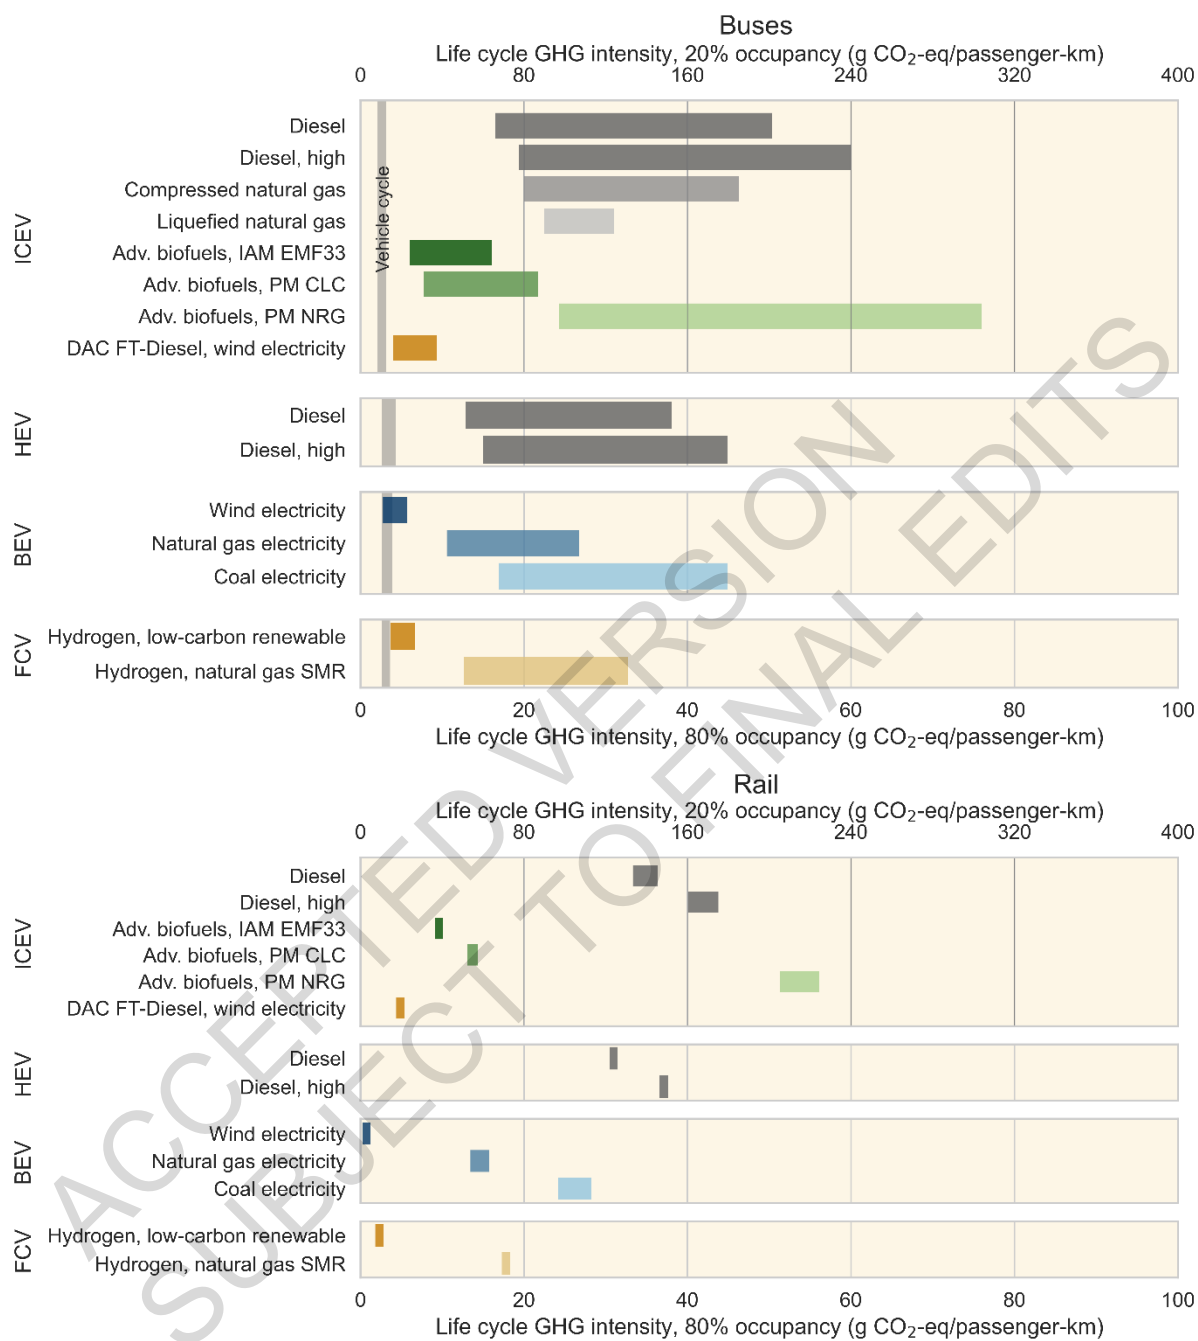 Buses
Life cycle GHG intensity, 20% occupancy (g CO₂-eq/passenger-km)
0 80 160 240 320 400
ICEV
Diesel
Diesel, high
Compressed natural gas
Liquefied natural gas
Adv. biofuels, IAM EMF33
Adv. biofuels, PM CLC
Adv. biofuels, PM NRG
DAC FT-Diesel, wind electricity
Vehicle cycle
HEV
Diesel
Diesel, high
BEV
Wind electricity
Natural gas electricity
Coal electricity
FCV
Hydrogen, low-carbon renewable
Hydrogen, natural gas SMR
0 20 40 60 80 100
Life cycle GHG intensity, 80% occupancy (g CO₂-eq/passenger-km)
Rail
Life cycle GHG intensity, 20% occupancy (g CO₂-eq/passenger-km)
0 80 160 240 320 400
ICEV
Diesel
Diesel, high
Adv. biofuels, IAM EMF33
Adv. biofuels, PM CLC
Adv. biofuels, PM NRG
DAC FT-Diesel, wind electricity
HEV
Diesel
Diesel, high
BEV
Wind electricity
Natural gas electricity
Coal electricity
FCV
Hydrogen, low-carbon renewable
Hydrogen, natural gas SMR
0 20 40 60 80 100
Life cycle GHG intensity, 80% occupancy (g CO₂-eq/passenger-km)
ACCEPTED VERSION
SUBJECT TO FINAL EDITS